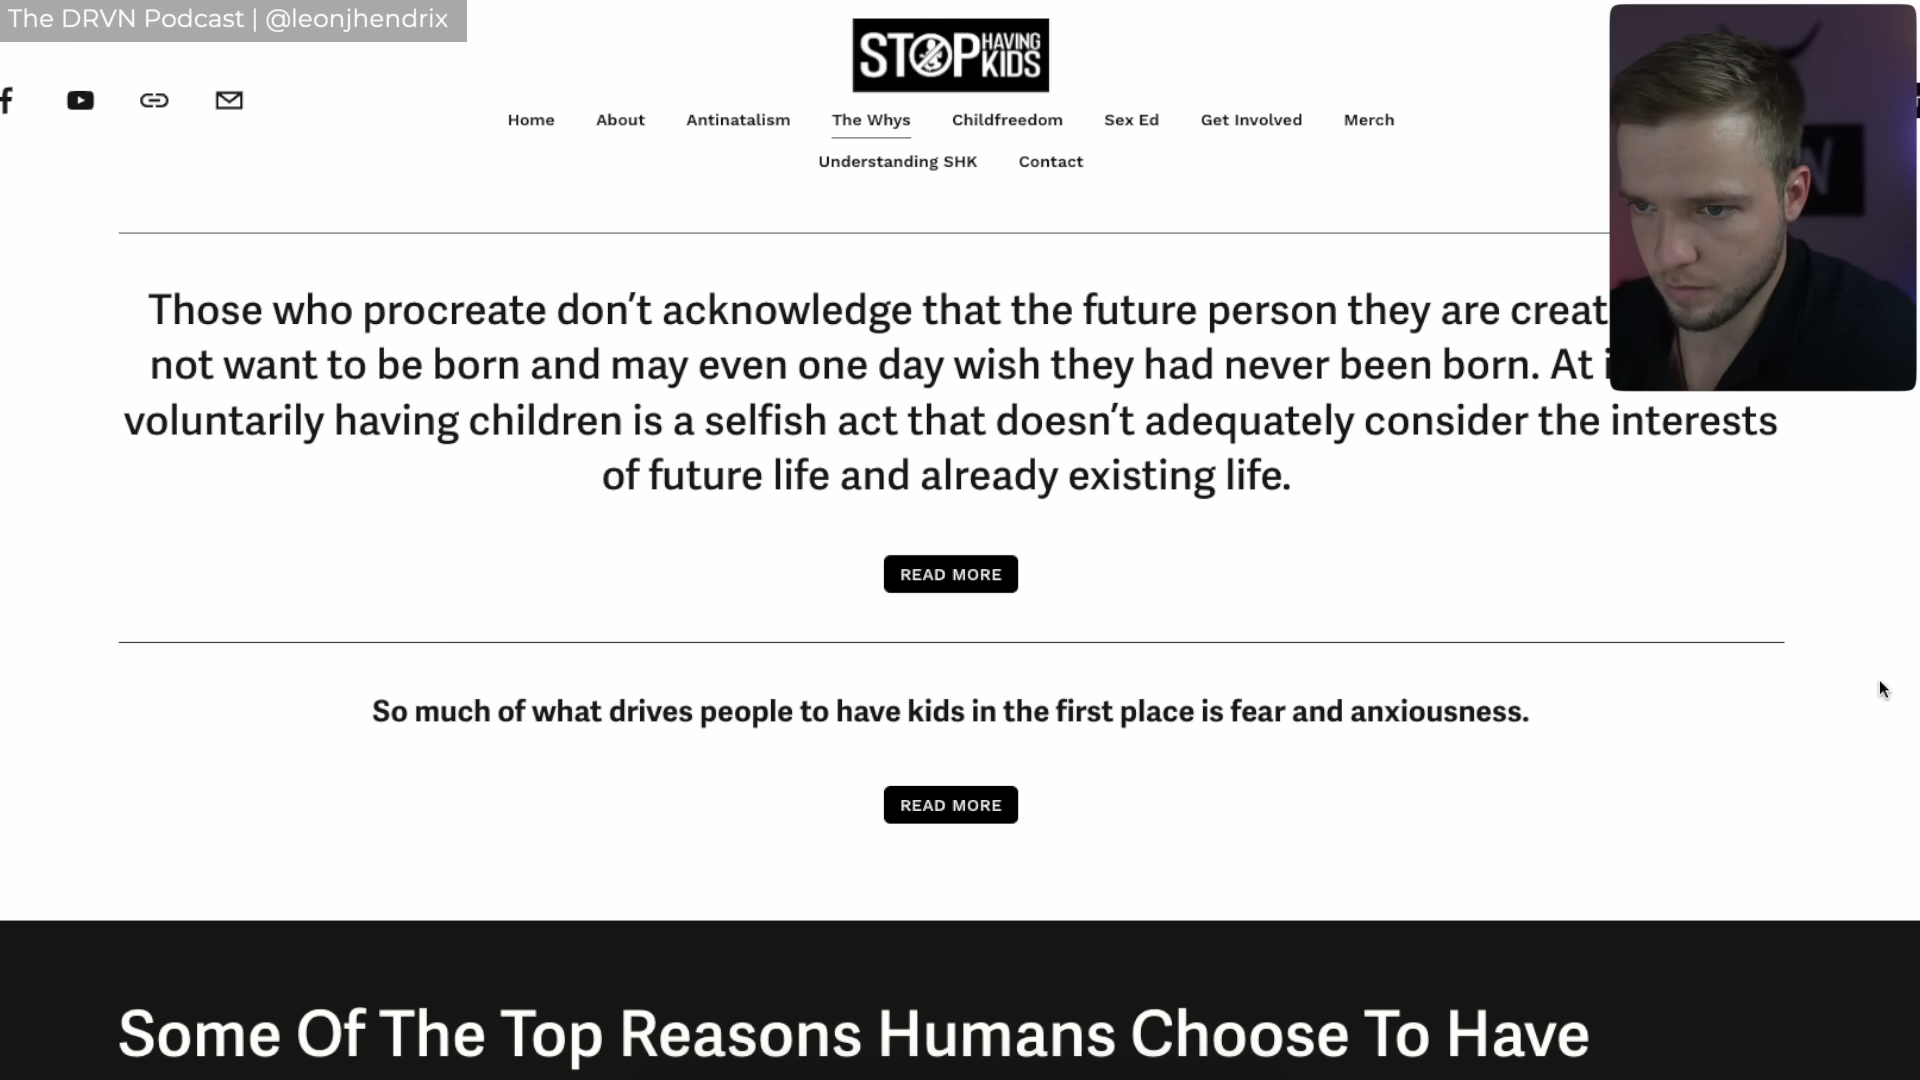 The DRVN Podcast | @leonjhendrix
STOP HAVING KIDS
Home About Antinatalism The Whys Childfreedom Sex Ed Get Involved Merch
Understanding SHK Contact
Those who procreate don’t acknowledge that the future person they are
not want to be born and may even one day wish they had never been born. At
voluntarily having children is a selfish act that doesn’t adequately consider the interests
of future life and already existing life.
READ MORE
So much of what drives people to have kids in the first place is fear and anxiousness.
READ MORE
Some Of The Top Reasons Humans Choose To Have